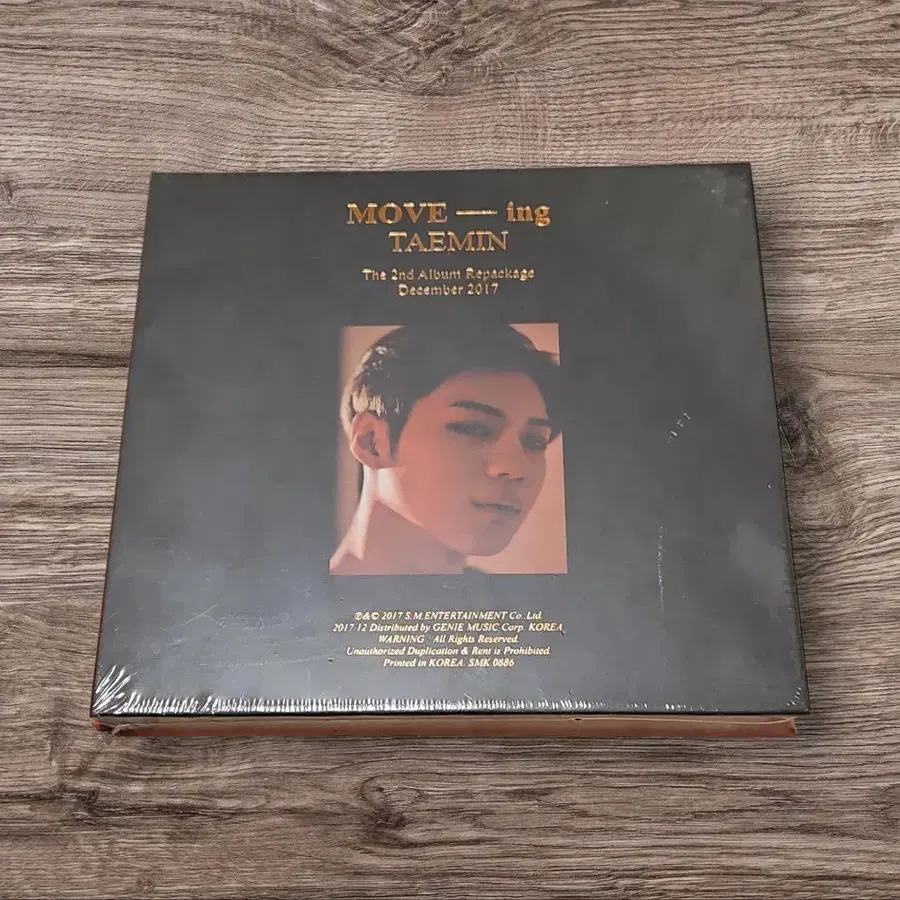 MOVE — ing
TAEMIN
The 2nd Album Repackage
December 2017
℗&© 2017 S.M.ENTERTAINMENT Co. Ltd.
2017 12 Distributed by GENIE MUSIC Corp. KOREA
WARNING : All Rights Reserved.
Unauthorized Duplication & Rent is Prohibited.
Printed in KOREA. SMK 0886